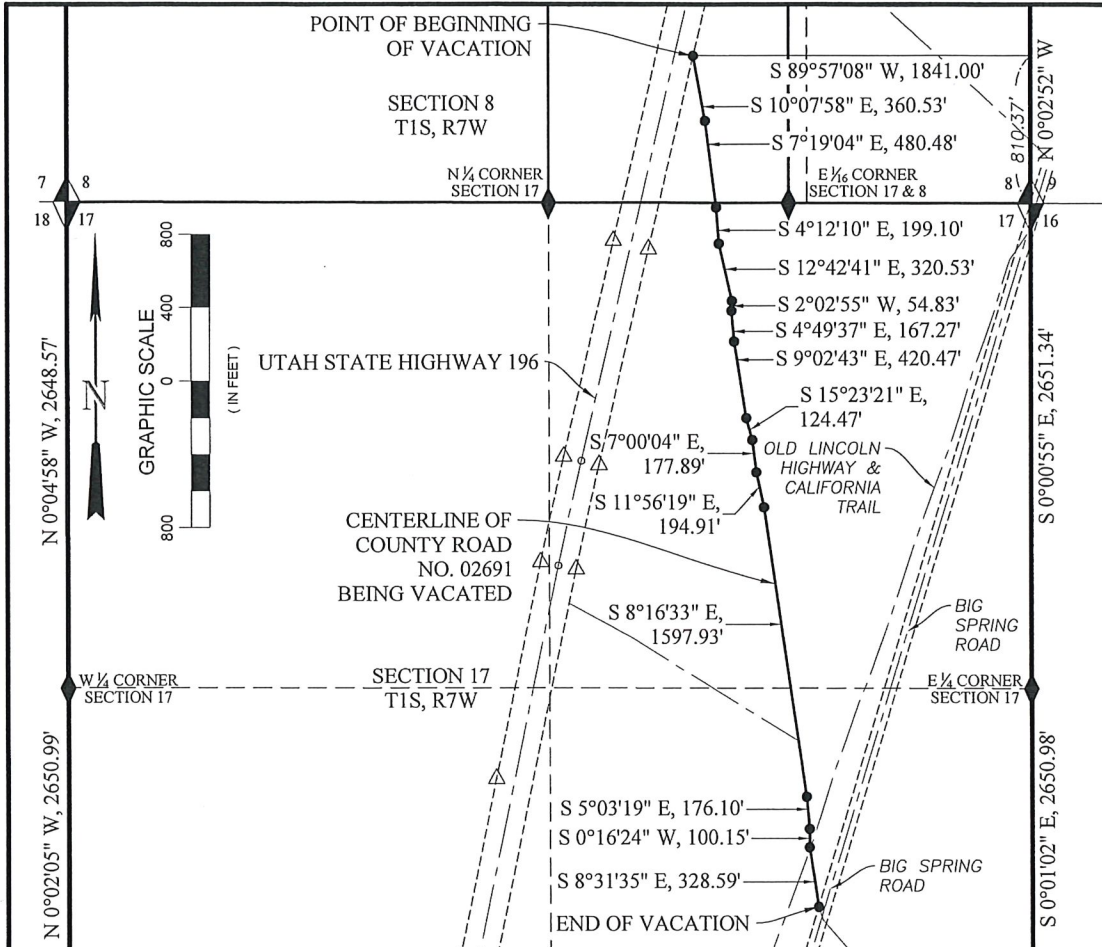 POINT OF BEGINNING
OF VACATION
S 89°57'08" W, 1841.00'
SECTION 8
T1S, R7W
S 10°07'58" E, 360.53'
S 7°19'04" E, 480.48'
810.37'
N 0°02'52" W
N ¼ CORNER
SECTION 17
E 1⁄16 CORNER
SECTION 17 & 8
7 8
18 17
8 9
17 16
S 4°12'10" E, 199.10'
S 12°42'41" E, 320.53'
S 2°02'55" W, 54.83'
S 4°49'37" E, 167.27'
S 9°02'43" E, 420.47'
S 15°23'21" E,
124.47'
S 7°00'04" E,
177.89'
S 11°56'19" E,
194.91'
N 0°04'58" W, 2648.57'
N
GRAPHIC SCALE
( IN FEET )
800
400
0
800
UTAH STATE HIGHWAY 196
OLD LINCOLN
HIGHWAY &
CALIFORNIA
TRAIL
S 0°00'55" E, 2651.34'
CENTERLINE OF
COUNTY ROAD
NO. 02691
BEING VACATED
S 8°16'33" E,
1597.93'
BIG
SPRING
ROAD
W ¼ CORNER
SECTION 17
SECTION 17
T1S, R7W
E ¼ CORNER
SECTION 17
N 0°02'05" W, 2650.99'
S 5°03'19" E, 176.10'
S 0°16'24" W, 100.15'
S 8°31'35" E, 328.59'
END OF VACATION
BIG SPRING
ROAD
S 0°01'02" E, 2650.98'